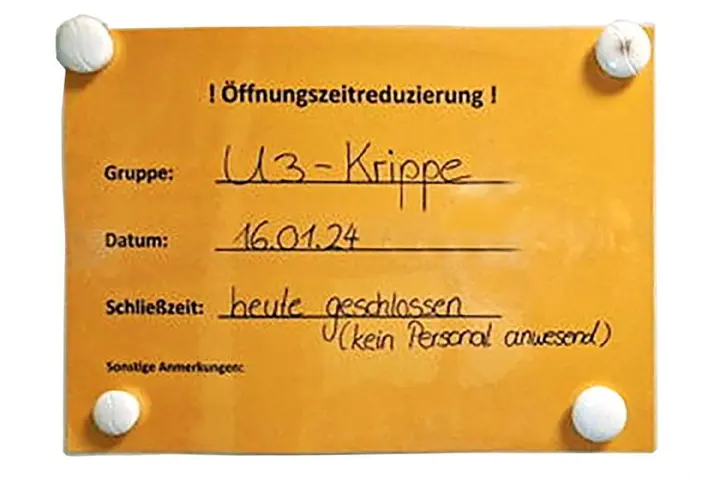 ! Öffnungszeitreduzierung !
Gruppe: U3-Krippe
Datum: 16.01.24
Schließzeit: heute geschlossen
(kein Personal anwesend)
Sonstige Anmerkungen: